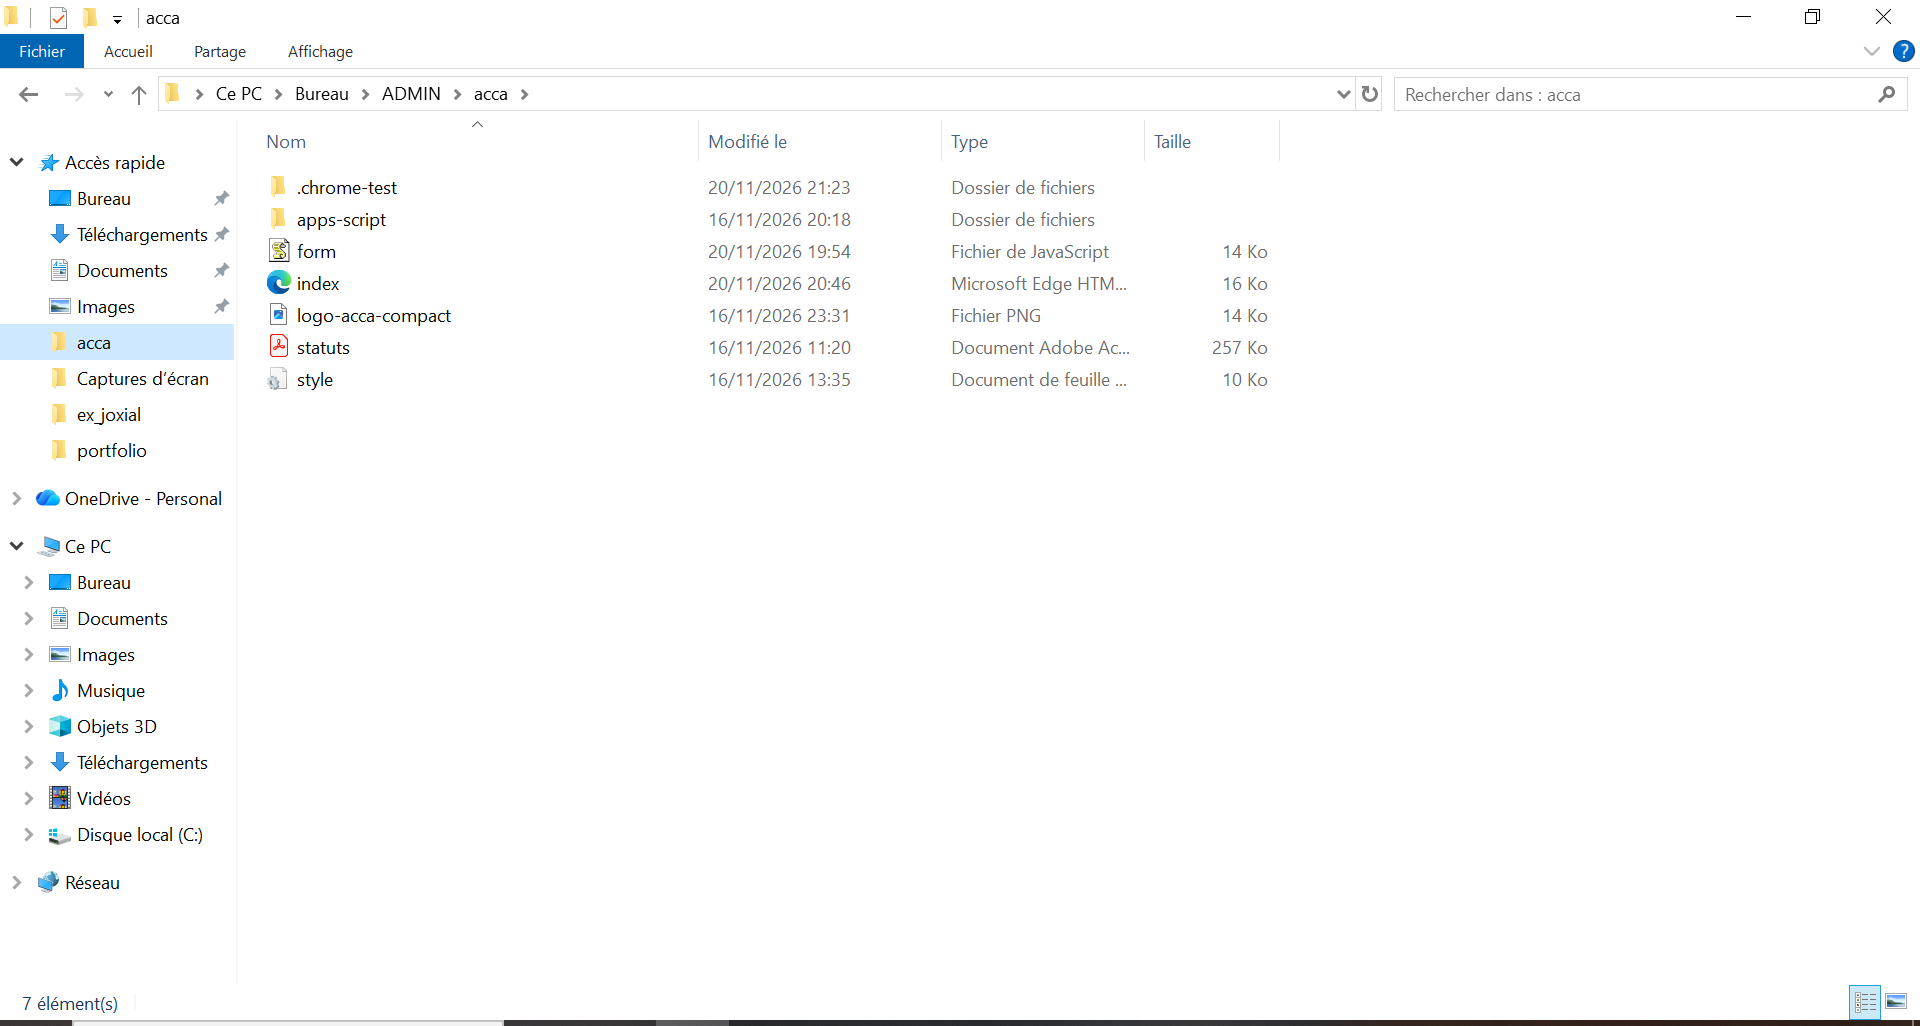 acca
Fichier Accueil Partage Affichage
Ce PC Bureau ADMIN acca
Rechercher dans : acca
Nom Modifié le Type Taille
.chrome-test 20/11/2026 21:23 Dossier de fichiers
apps-script 16/11/2026 20:18 Dossier de fichiers
form 20/11/2026 19:54 Fichier de JavaScript 14 Ko
index 20/11/2026 20:46 Microsoft Edge HTM... 16 Ko
logo-acca-compact 16/11/2026 23:31 Fichier PNG 14 Ko
statuts 16/11/2026 11:20 Document Adobe Ac... 257 Ko
style 16/11/2026 13:35 Document de feuille ... 10 Ko
Accès rapide
Bureau
Téléchargements
Documents
Images
acca
Captures d’écran
ex_joxial
portfolio
OneDrive - Personal
Ce PC
Bureau
Documents
Images
Musique
Objets 3D
Téléchargements
Vidéos
Disque local (C:)
Réseau
7 élément(s)